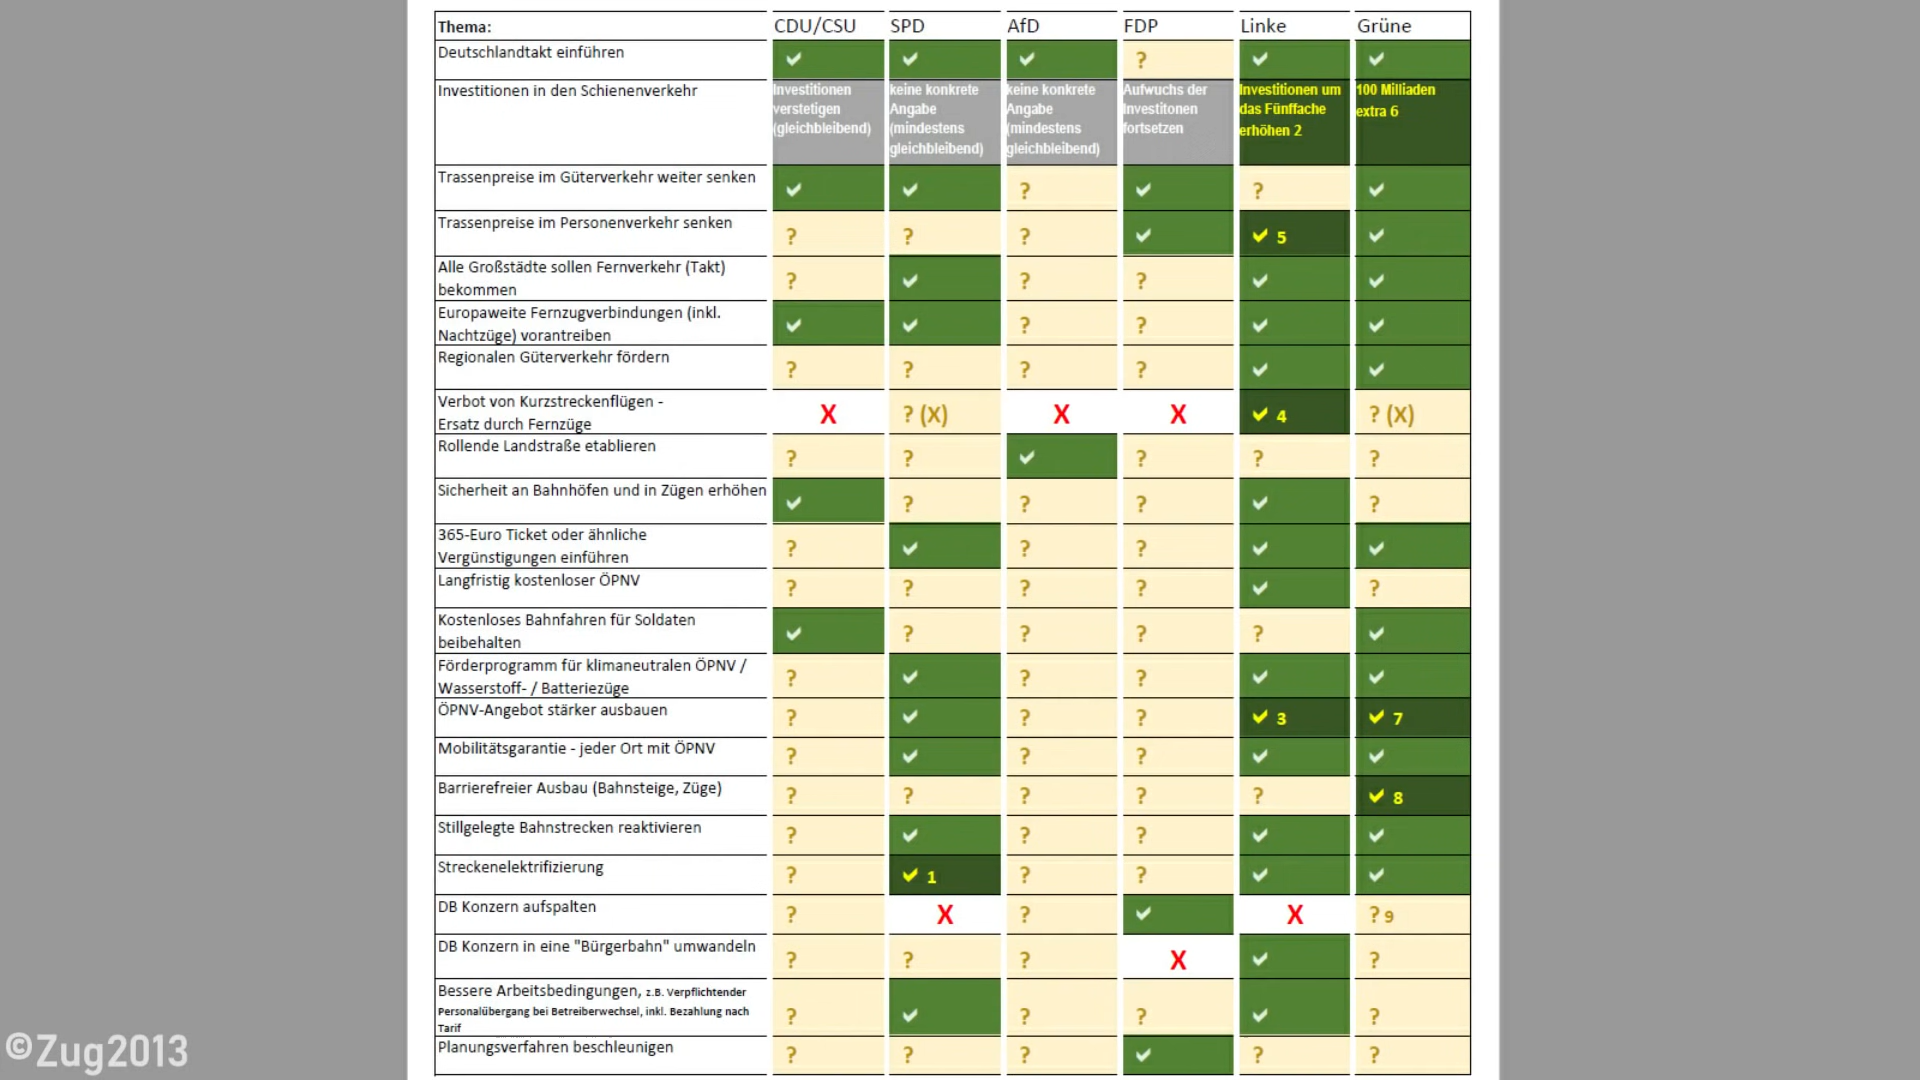 Thema: CDU/CSU SPD AfD FDP Linke Grüne
Deutschlandtakt einführen ✓ ✓ ✓ ? ✓ ✓
Investitionen in den Schienenverkehr
Investitionen verstetigen (gleichbleibend)
keine konkrete Angabe (mindestens gleichbleibend)
keine konkrete Angabe (mindestens gleichbleibend)
Aufwuchs der Investitonen fortsetzen
Investitionen um das Fünffache erhöhen 2
100 Milliaden extra 6
Trassenpreise im Güterverkehr weiter senken ✓ ✓ ? ✓ ? ✓
Trassenpreise im Personenverkehr senken ? ? ? ✓ ✓ 5 ✓
Alle Großstädte sollen Fernverkehr (Takt)
bekommen ? ✓ ? ? ✓ ✓
Europaweite Fernzugverbindungen (inkl.
Nachtzüge) vorantreiben ✓ ✓ ? ? ✓ ✓
Regionalen Güterverkehr fördern ? ? ? ? ✓ ✓
Verbot von Kurzstreckenflügen -
Ersatz durch Fernzüge X ? (X) X X ✓ 4 ? (X)
Rollende Landstraße etablieren ? ? ✓ ? ? ?
Sicherheit an Bahnhöfen und in Zügen erhöhen ✓ ? ? ? ✓ ?
365-Euro Ticket oder ähnliche
Vergünstigungen einführen ? ✓ ? ? ✓ ✓
Langfristig kostenloser ÖPNV ? ? ? ? ✓ ?
Kostenloses Bahnfahren für Soldaten
beibehalten ✓ ? ? ? ? ✓
Förderprogramm für klimaneutralen ÖPNV /
Wasserstoff- / Batteriezüge ? ✓ ? ? ✓ ✓
ÖPNV-Angebot stärker ausbauen ? ✓ ? ? ✓ 3 ✓ 7
Mobilitätsgarantie - jeder Ort mit ÖPNV ? ✓ ? ? ✓ ✓
Barrierefreier Ausbau (Bahnsteige, Züge) ? ? ? ? ? ✓ 8
Stillgelegte Bahnstrecken reaktivieren ? ✓ ? ? ✓ ✓
Streckenelektrifizierung ? ✓ 1 ? ? ✓ ✓
DB Konzern aufspalten ? X ? ✓ X ? 9
DB Konzern in eine "Bürgerbahn" umwandeln ? ? ? X ✓ ?
Bessere Arbeitsbedingungen, z.B. Verpflichtender
Personalübergang bei Betreiberwechsel, inkl. Bezahlung nach
Tarif ? ✓ ? ? ✓ ?
Planungsverfahren beschleunigen ? ? ? ✓ ? ?
©Zug2013